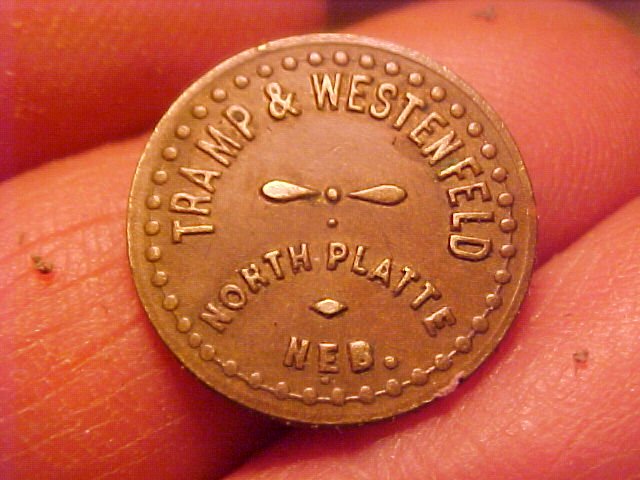 TRAMP & WESTENFELD
NORTH PLATTE
NEB.